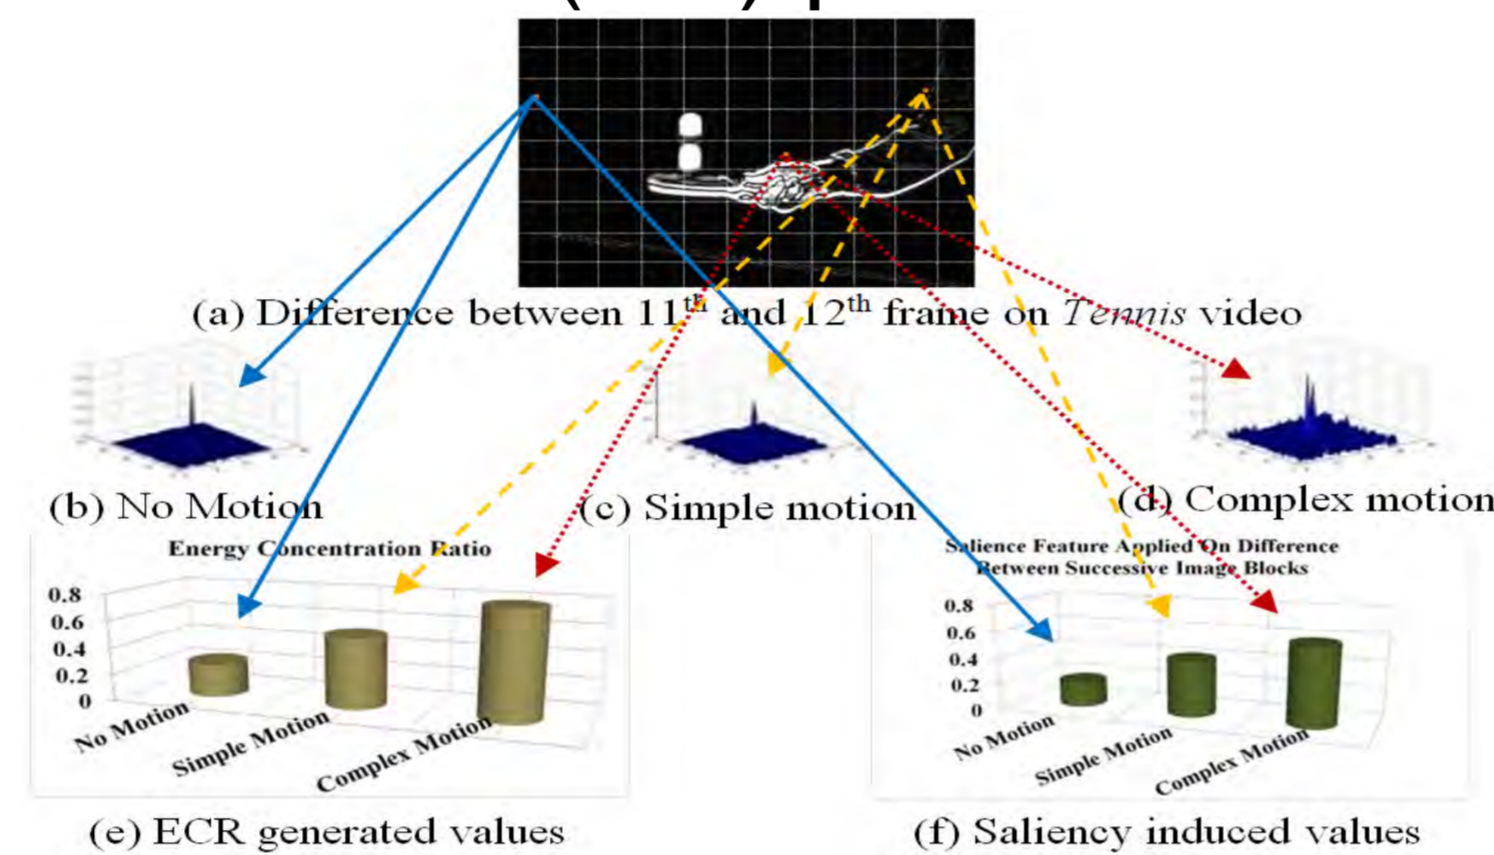 (a) Difference between 11th and 12th frame on Tennis video
(b) No Motion
(c) Simple motion
(d) Complex motion
Energy Concentration Ratio
0.8
0.6
0.4
0.2
0
No Motion
Simple Motion
Complex Motion
Salience Feature Applied On Difference
Between Successive Image Blocks
0.8
0.6
0.4
0.2
0
No Motion
Simple Motion
Complex Motion
(e) ECR generated values
(f) Saliency induced values